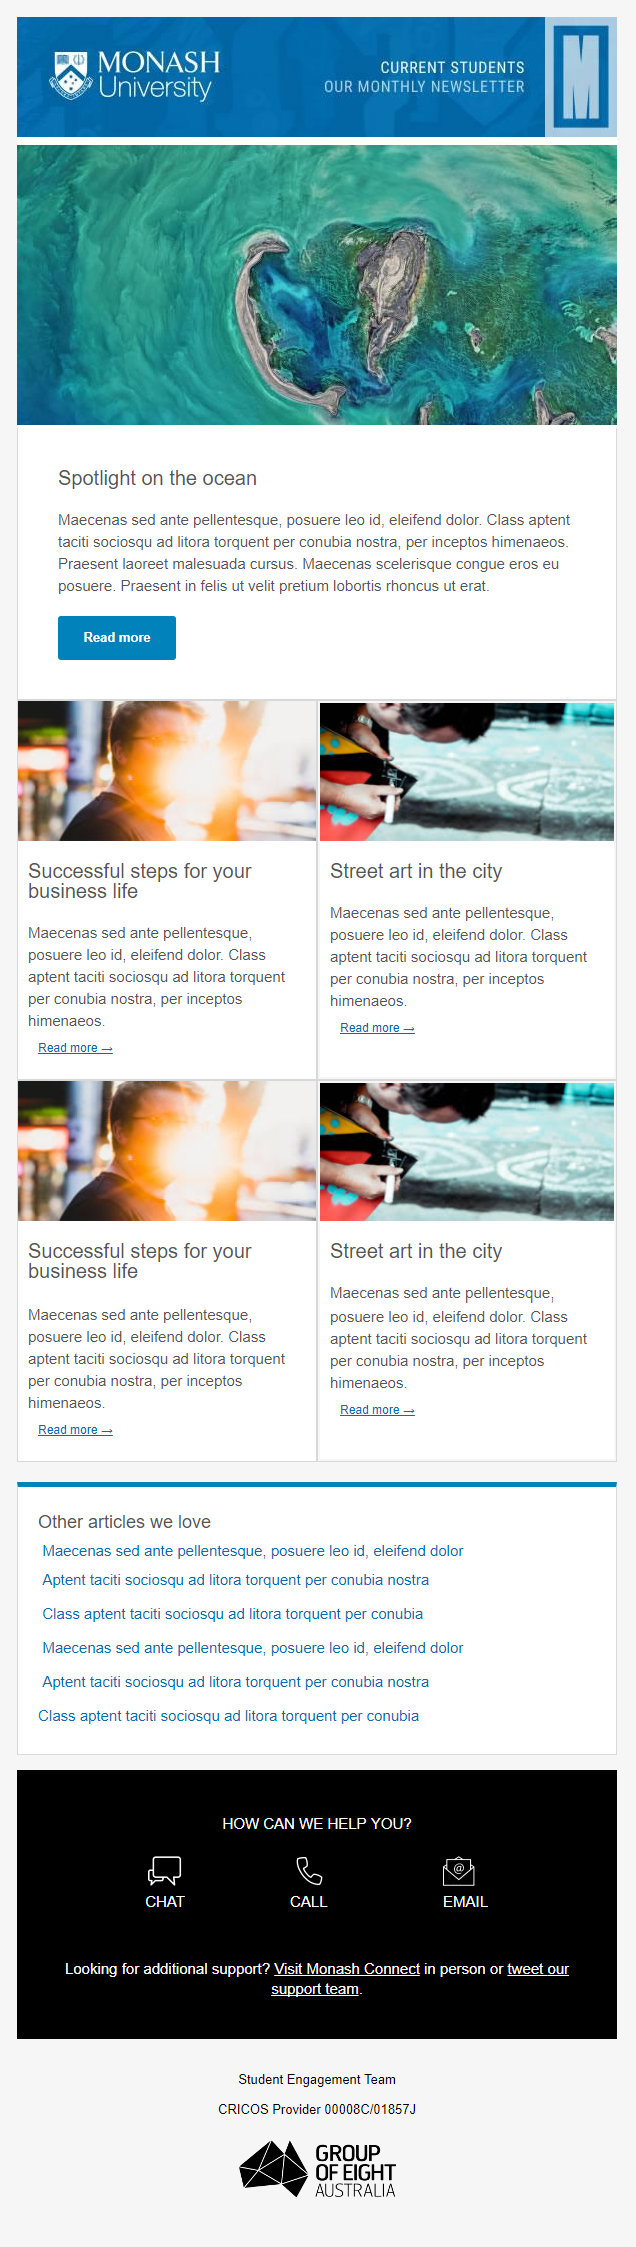 MONASH
University
CURRENT STUDENTS
OUR MONTHLY NEWSLETTER
M
Spotlight on the ocean
Maecenas sed ante pellentesque, posuere leo id, eleifend dolor. Class aptent
taciti sociosqu ad litora torquent per conubia nostra, per inceptos himenaeos.
Praesent laoreet malesuada cursus. Maecenas scelerisque congue eros eu
posuere. Praesent in felis ut velit pretium lobortis rhoncus ut erat.
Read more
Successful steps for your
business life
Maecenas sed ante pellentesque,
posuere leo id, eleifend dolor. Class
aptent taciti sociosqu ad litora torquent
per conubia nostra, per inceptos
himenaeos.
Read more →
Street art in the city
Maecenas sed ante pellentesque,
posuere leo id, eleifend dolor. Class
aptent taciti sociosqu ad litora torquent
per conubia nostra, per inceptos
himenaeos.
Read more →
Successful steps for your
business life
Maecenas sed ante pellentesque,
posuere leo id, eleifend dolor. Class
aptent taciti sociosqu ad litora torquent
per conubia nostra, per inceptos
himenaeos.
Read more →
Street art in the city
Maecenas sed ante pellentesque,
posuere leo id, eleifend dolor. Class
aptent taciti sociosqu ad litora torquent
per conubia nostra, per inceptos
himenaeos.
Read more →
Other articles we love
Maecenas sed ante pellentesque, posuere leo id, eleifend dolor
Aptent taciti sociosqu ad litora torquent per conubia nostra
Class aptent taciti sociosqu ad litora torquent per conubia
Maecenas sed ante pellentesque, posuere leo id, eleifend dolor
Aptent taciti sociosqu ad litora torquent per conubia nostra
Class aptent taciti sociosqu ad litora torquent per conubia
HOW CAN WE HELP YOU?
@
CHAT
CALL
EMAIL
Looking for additional support? Visit Monash Connect in person or tweet our
support team.
Student Engagement Team
CRICOS Provider 00008C/01857J
GROUP
OF EIGHT
AUSTRALIA